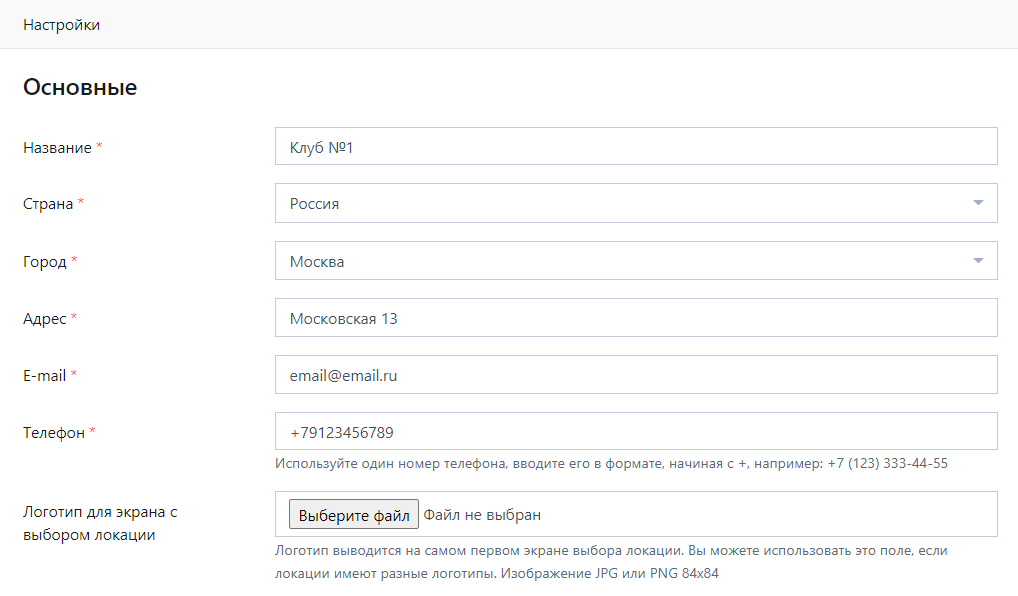 Настройки
Основные
Название *
Клуб №1
Страна *
Россия
Город *
Москва
Адрес *
Московская 13
E-mail *
email@email.ru
Телефон *
+79123456789
Используйте один номер телефона, вводите его в формате, начиная с +, например: +7 (123) 333-44-55
Логотип для экрана с
выбором локации
Выберите файл Файл не выбран
Логотип выводится на самом первом экране выбора локации. Вы можете использовать это поле, если
локации имеют разные логотипы. Изображение JPG или PNG 84x84